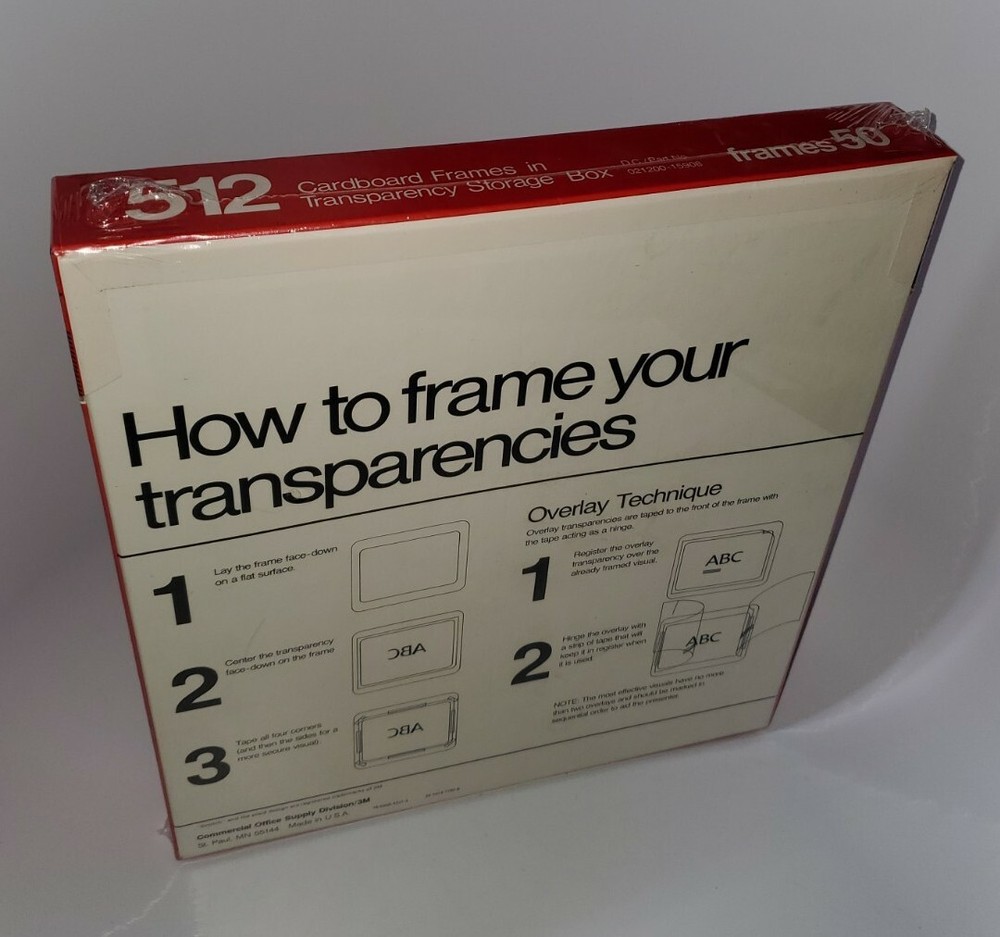 512
Cardboard Frames in
Transparency Storage Box
021200-15908
frames 50
How to frame your
transparencies
1
Lay the frame face-down
on a flat surface.
2
Center the transparency
face-down on the frame
ABC
3
Tape all four corners
(and then the sides for a
more secure visual).
ABC
Overlay Technique
Overlay transparencies are taped to the front of the frame with
the tape acting as a hinge.
1
Register the overlay
transparency over the
already framed visual.
ABC
2
Hinge the overlay with
a strip of tape that will
keep it in register when
it is used.
ABC
NOTE: The most effective visuals have no more
than two overlays and should be marked in
sequential order to aid the presenter.
Commercial Office Supply Division/3M
St. Paul, MN 55144 Made in U.S.A.